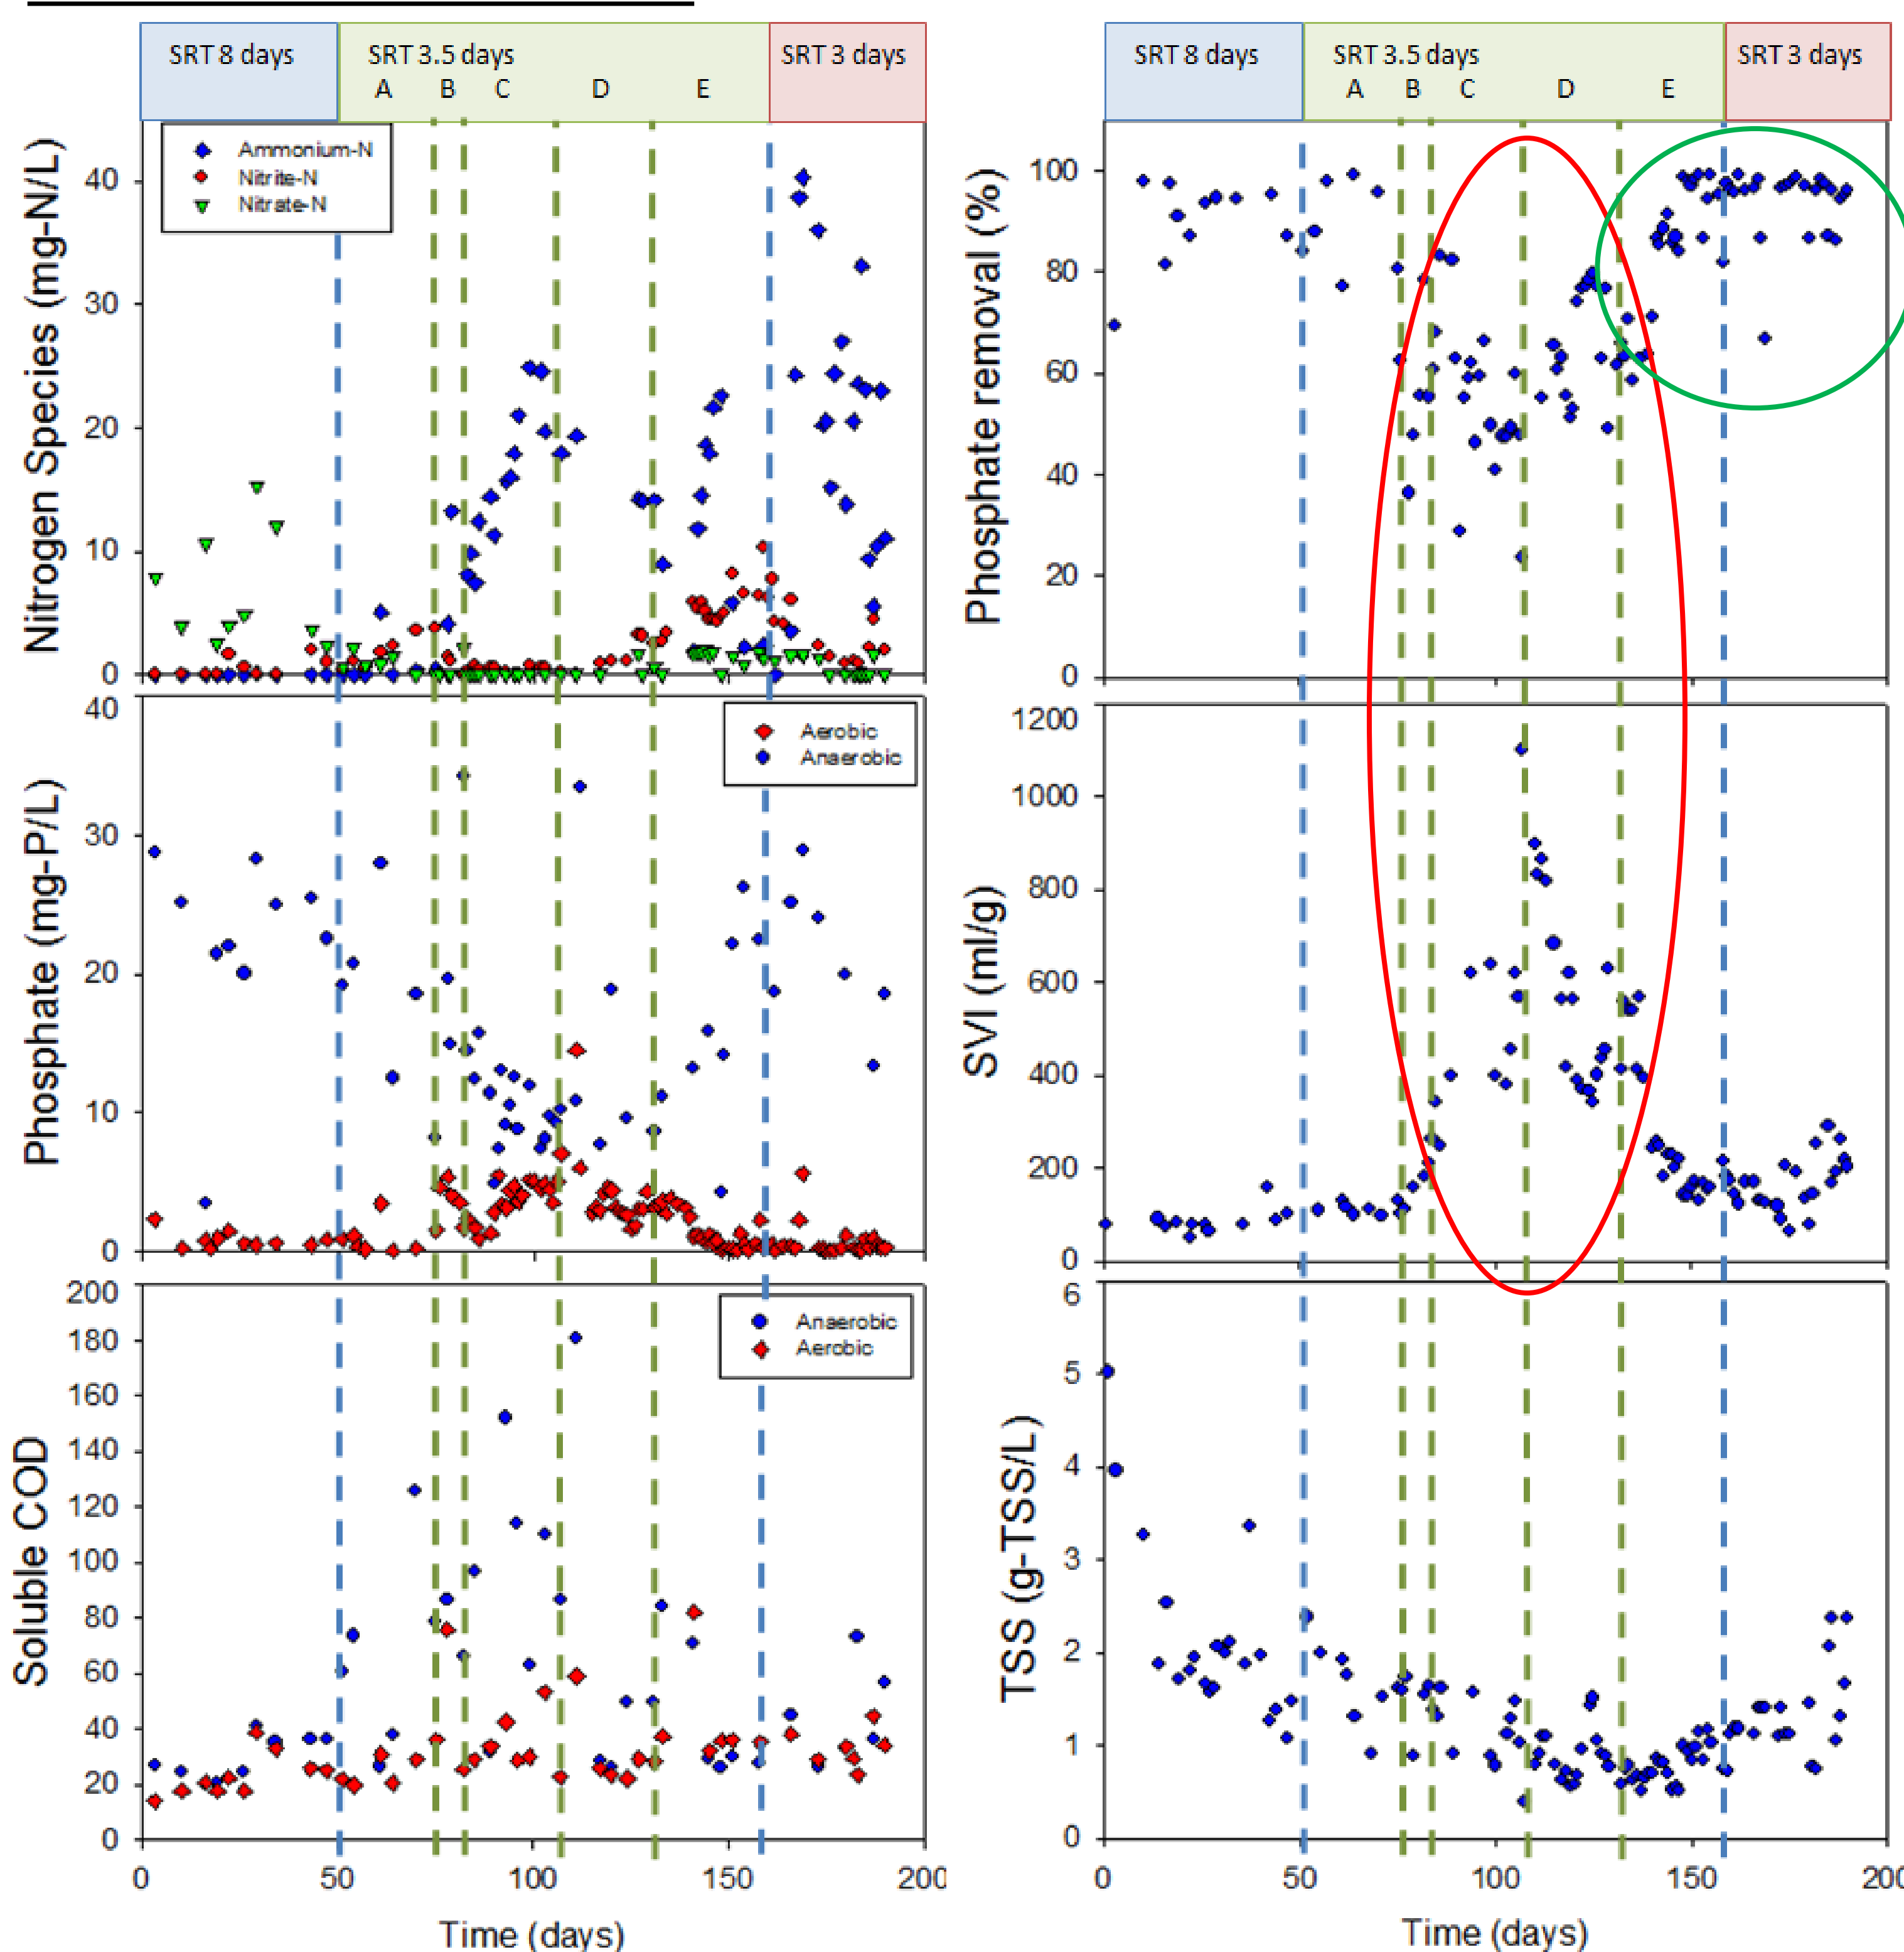 SRT 8 days
SRT 3.5 days
SRT 3 days
A B C D E
Nitrogen Species (mg-N/L)
Ammonium-N
Nitrite-N
Nitrate-N
40
30
20
10
0
Phosphate (mg-P/L)
Aerobic
Anaerobic
40
30
20
10
0
Soluble COD
Anaerobic
Aerobic
200
180
160
140
120
100
80
60
40
20
0
0 50 100 150 200
Time (days)
SRT 8 days
SRT 3.5 days
SRT 3 days
A B C D E
Phosphate removal (%)
100
80
60
40
20
0
SVI (ml/g)
1200
1000
800
600
400
200
0
TSS (g-TSS/L)
6
5
4
3
2
1
0
0 50 100 150 200
Time (days)